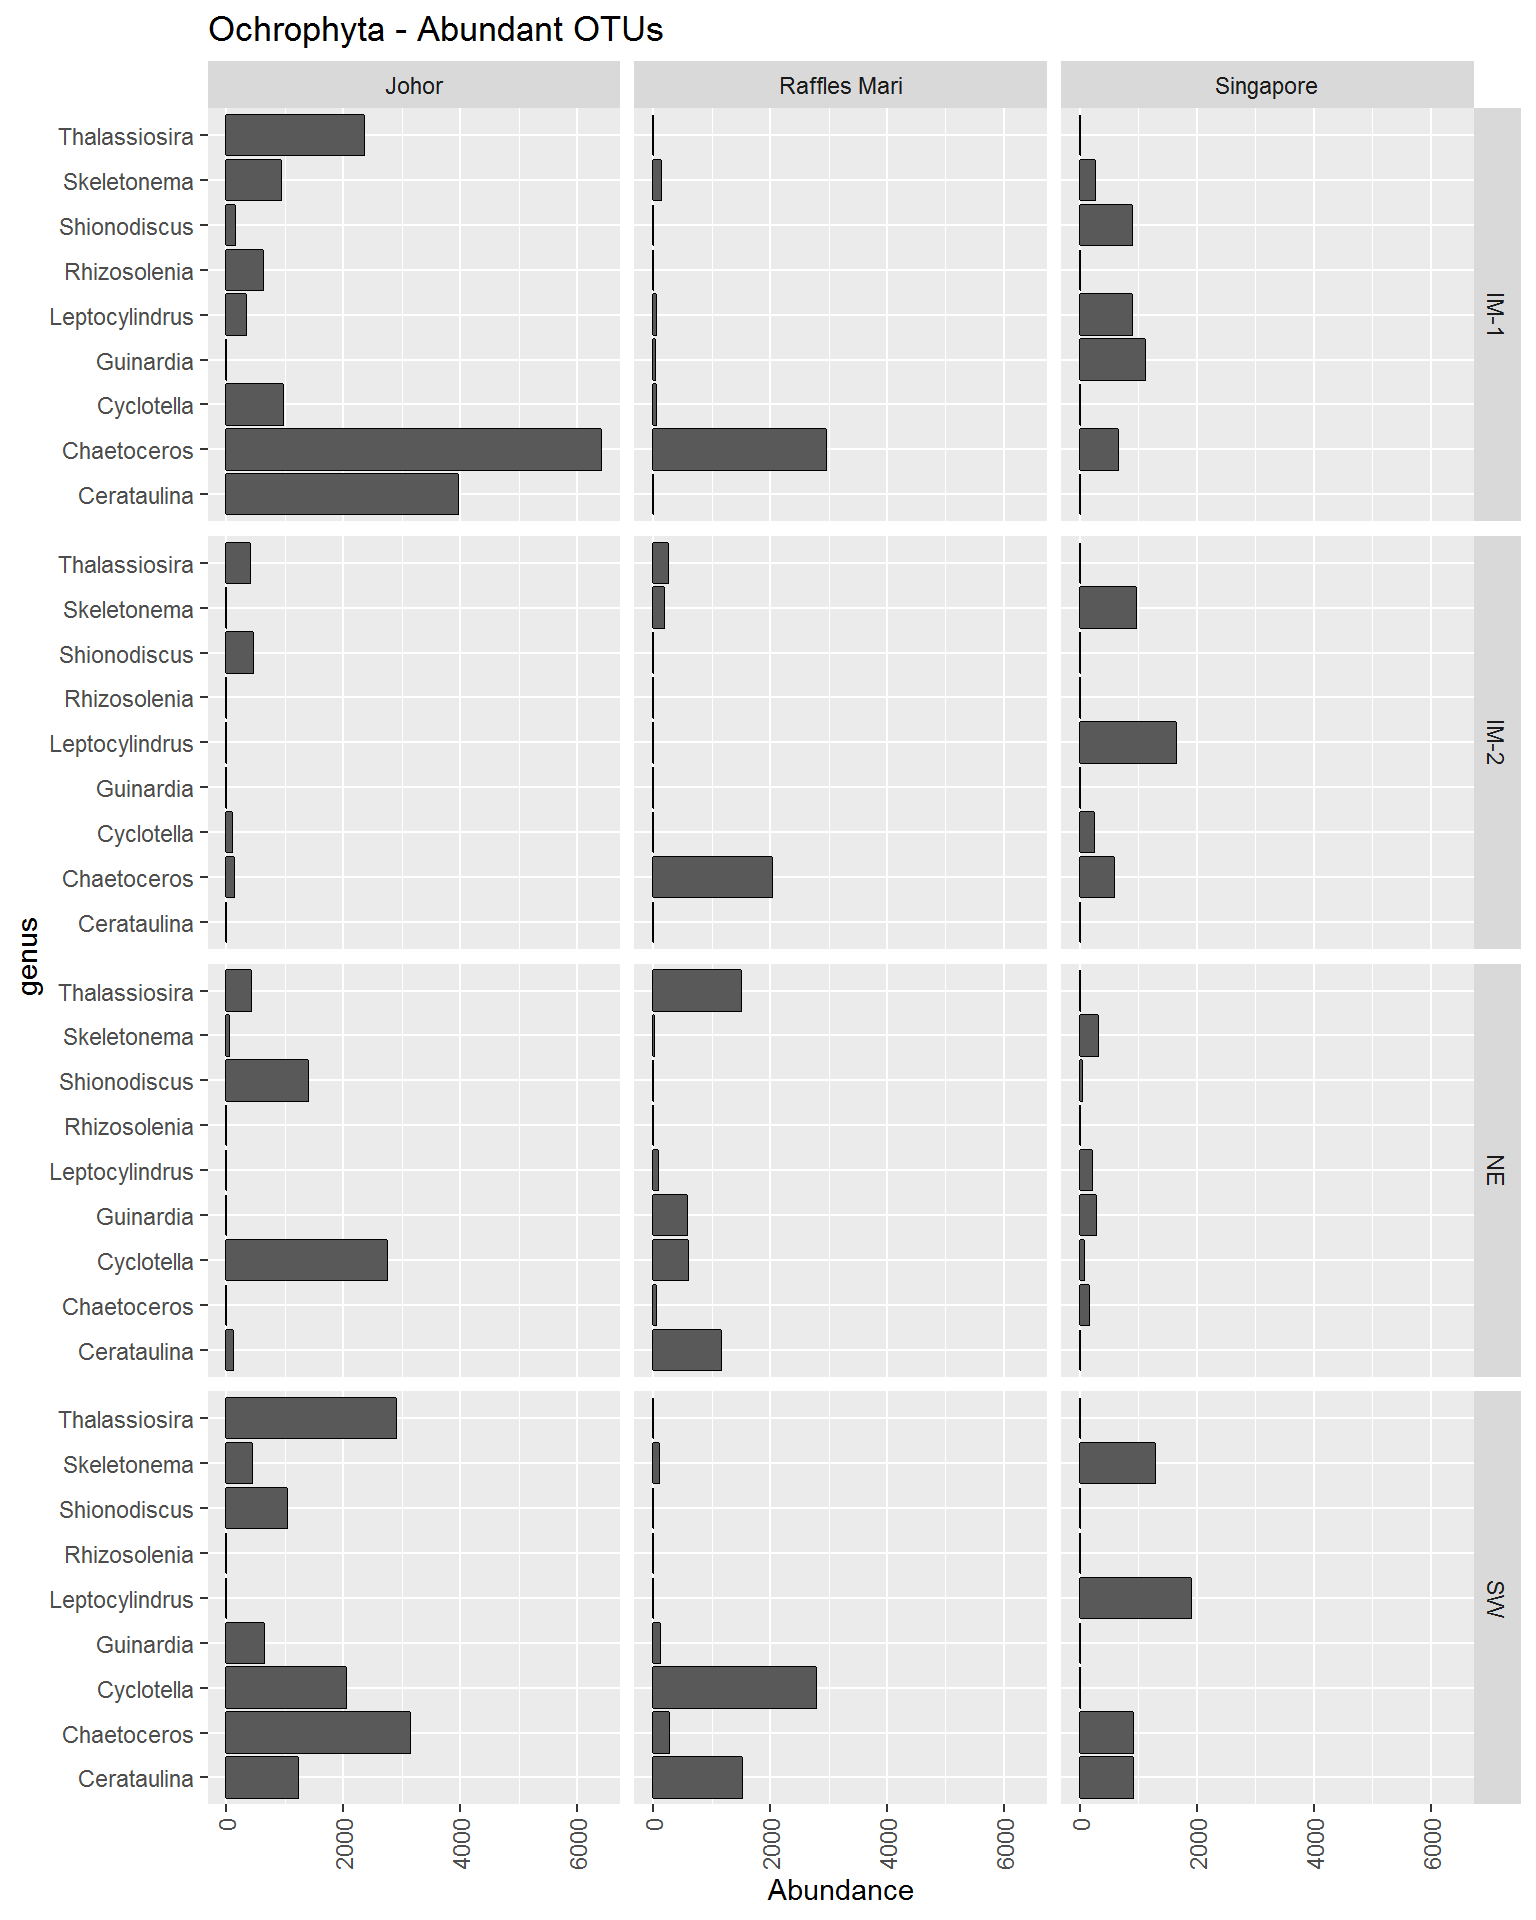 Ochrophyta - Abundant OTUs
Johor
Raffles Mari
Singapore
Thalassiosira
Skeletonema
Shionodiscus
Rhizosolenia
Leptocylindrus
Guinardia
Cyclotella
Chaetoceros
Cerataulina
IM-1
Thalassiosira
Skeletonema
Shionodiscus
Rhizosolenia
Leptocylindrus
Guinardia
Cyclotella
Chaetoceros
Cerataulina
IM-2
genus
Thalassiosira
Skeletonema
Shionodiscus
Rhizosolenia
Leptocylindrus
Guinardia
Cyclotella
Chaetoceros
Cerataulina
NE
Thalassiosira
Skeletonema
Shionodiscus
Rhizosolenia
Leptocylindrus
Guinardia
Cyclotella
Chaetoceros
Cerataulina
SW
0
2000
4000
6000
0
2000
4000
6000
0
2000
4000
6000
Abundance